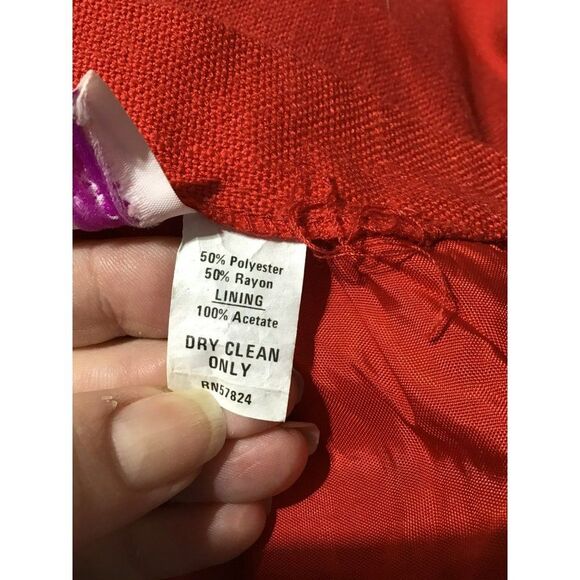 50% Polyester
50% Rayon
LINING
100% Acetate
DRY CLEAN
ONLY
RN57824